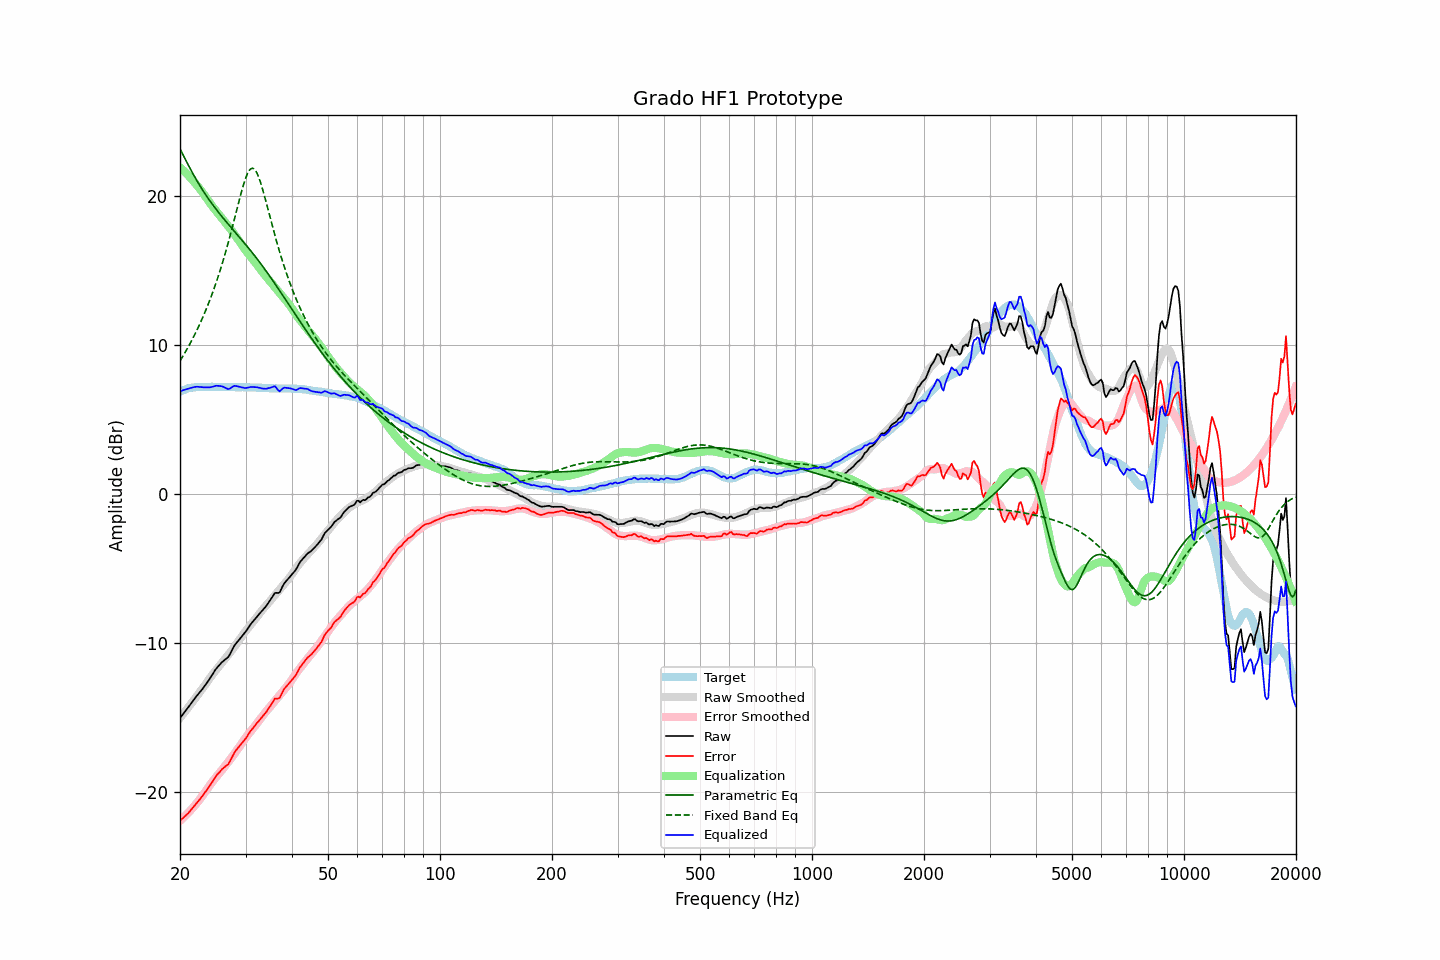 Grado HF1 Prototype
Amplitude (dBr)
20
10
0
−10
−20
Target
Raw Smoothed
Error Smoothed
Raw
Error
Equalization
Parametric Eq
Fixed Band Eq
Equalized
20
50
100
200
500
1000
2000
5000
10000
20000
Frequency (Hz)